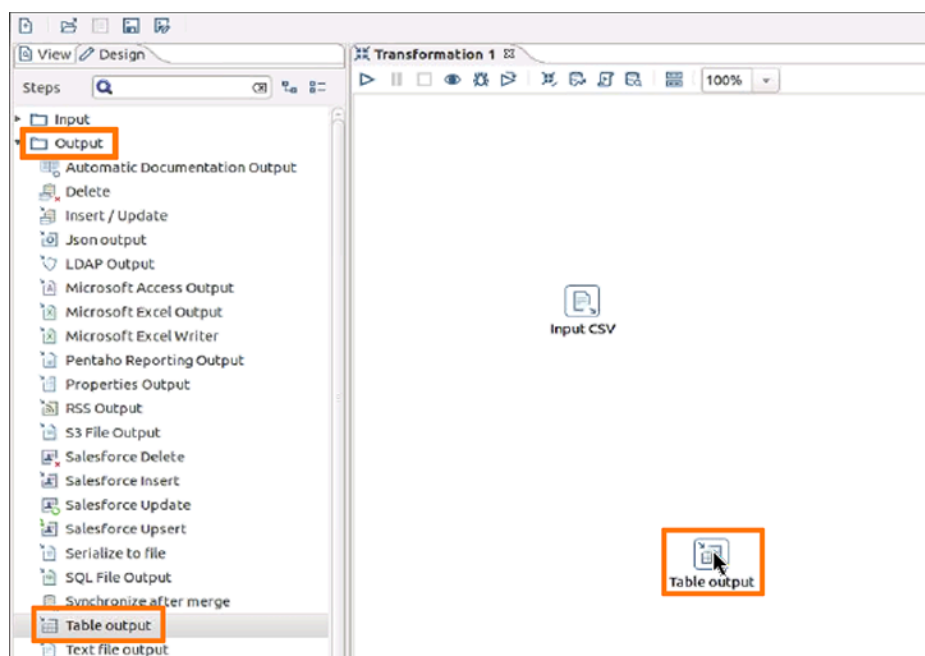 View Design
Transformation 1
Steps
100%
Input
Output
Automatic Documentation Output
Delete
Insert / Update
Json output
Input CSV
LDAP Output
Microsoft Access Output
Microsoft Excel Output
Microsoft Excel Writer
Pentaho Reporting Output
Properties Output
RSS Output
S3 File Output
Salesforce Delete
Salesforce Insert
Salesforce Update
Salesforce Upsert
Serialize to file
SQL File Output
Synchronize after merge
Table output
Text file output
Table output